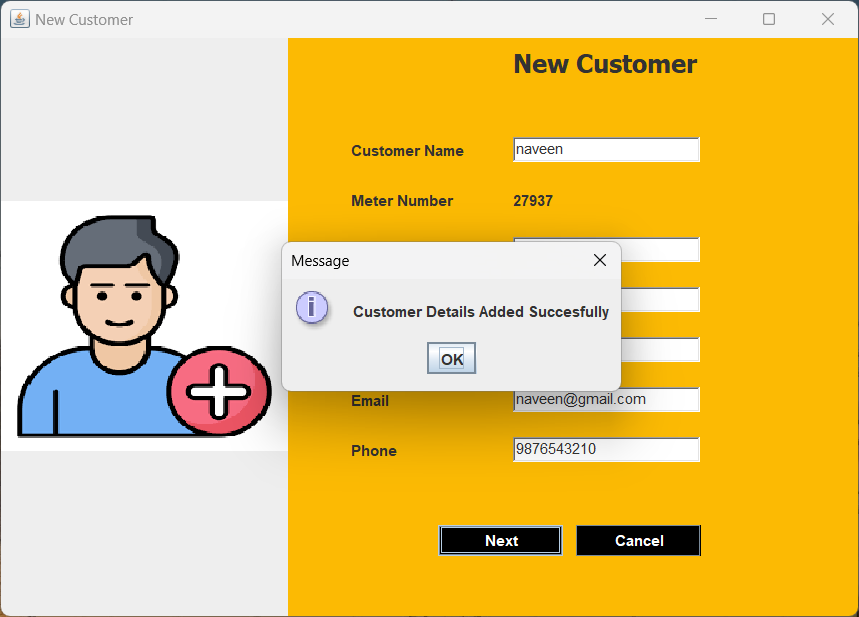 New Customer
New Customer
Customer Name
naveen
Meter Number
27937
Message
Customer Details Added Succesfully
OK
Email
naveen@gmail.com
Phone
9876543210
Next
Cancel